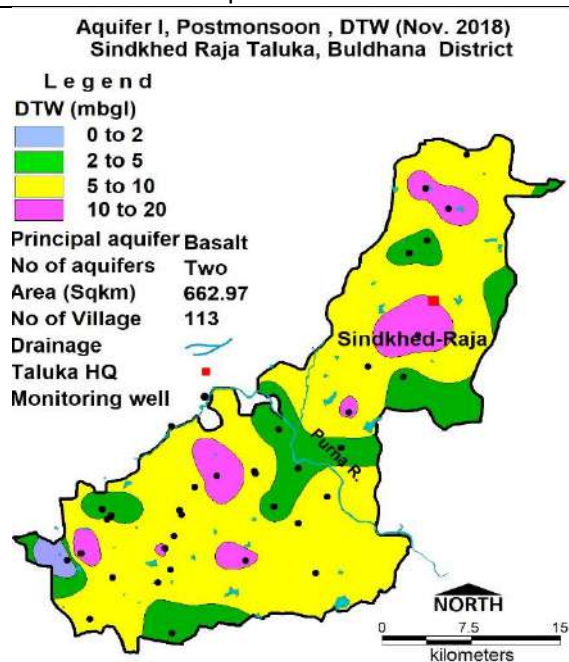 Aquifer I, Postmonsoon , DTW (Nov. 2018)
Sindkhed Raja Taluka, Buldhana District
Legend
DTW (mbgl)
0 to 2
2 to 5
5 to 10
10 to 20
Principal aquifer Basalt
No of aquifers Two
Area (Sqkm) 662.97
No of Village 113
Drainage
Taluka HQ
Monitoring well
Sindkhed-Raja
Purna R.
NORTH
0 7.5 15
kilometers